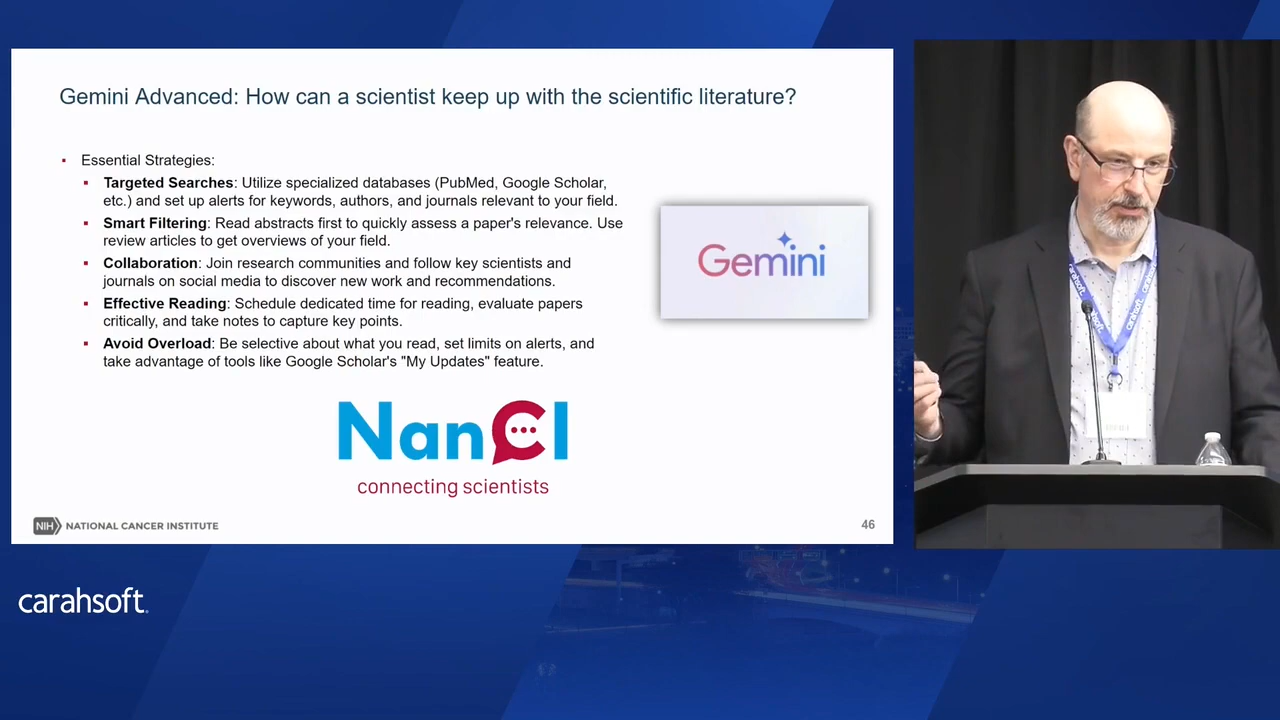 Gemini Advanced: How can a scientist keep up with the scientific literature?
▪ Essential Strategies:
▪ Targeted Searches: Utilize specialized databases (PubMed, Google Scholar,
etc.) and set up alerts for keywords, authors, and journals relevant to your field.
▪ Smart Filtering: Read abstracts first to quickly assess a paper's relevance. Use
review articles to get overviews of your field.
▪ Collaboration: Join research communities and follow key scientists and
journals on social media to discover new work and recommendations.
▪ Effective Reading: Schedule dedicated time for reading, evaluate papers
critically, and take notes to capture key points.
▪ Avoid Overload: Be selective about what you read, set limits on alerts, and
take advantage of tools like Google Scholar's "My Updates" feature.
Gemini
NanCI
connecting scientists
NIH NATIONAL CANCER INSTITUTE
46
carahsoft.
carahsoft